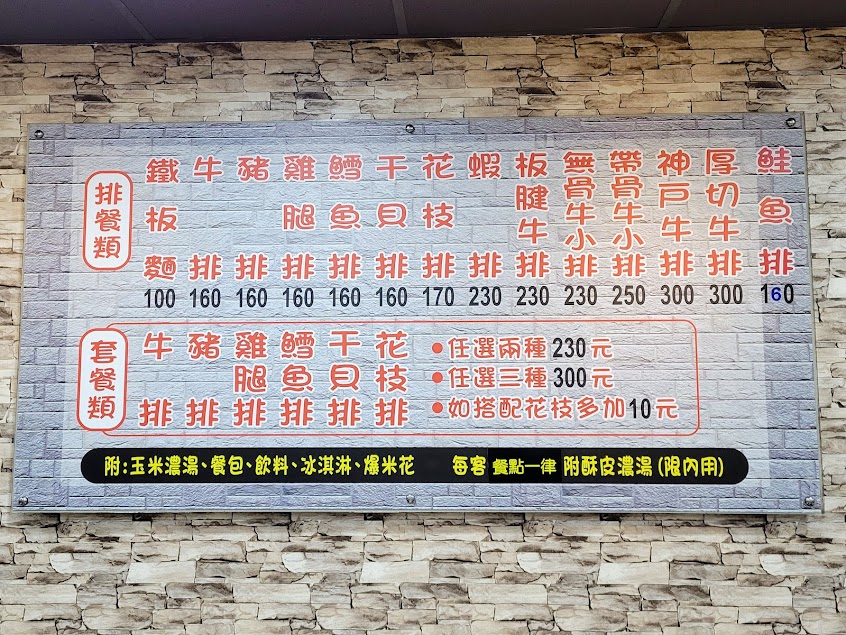 排餐類
鐵板麵 100
牛排 160
豬排 160
雞腿排 160
鱈魚排 160
干貝排 160
花枝排 170
蝦排 230
板腱牛排 230
無骨牛小排 230
帶骨牛小排 250
神戶牛排 300
厚切牛排 300
鮭魚排 160
套餐類
牛排
豬排
雞腿排
鱈魚排
干貝排
花枝排
●任選兩種230元
●任選三種300元
●如搭配花枝多加10元
附:玉米濃湯、餐包、飲料、冰淇淋、爆米花 每客餐點一律附酥皮濃湯(限內用)